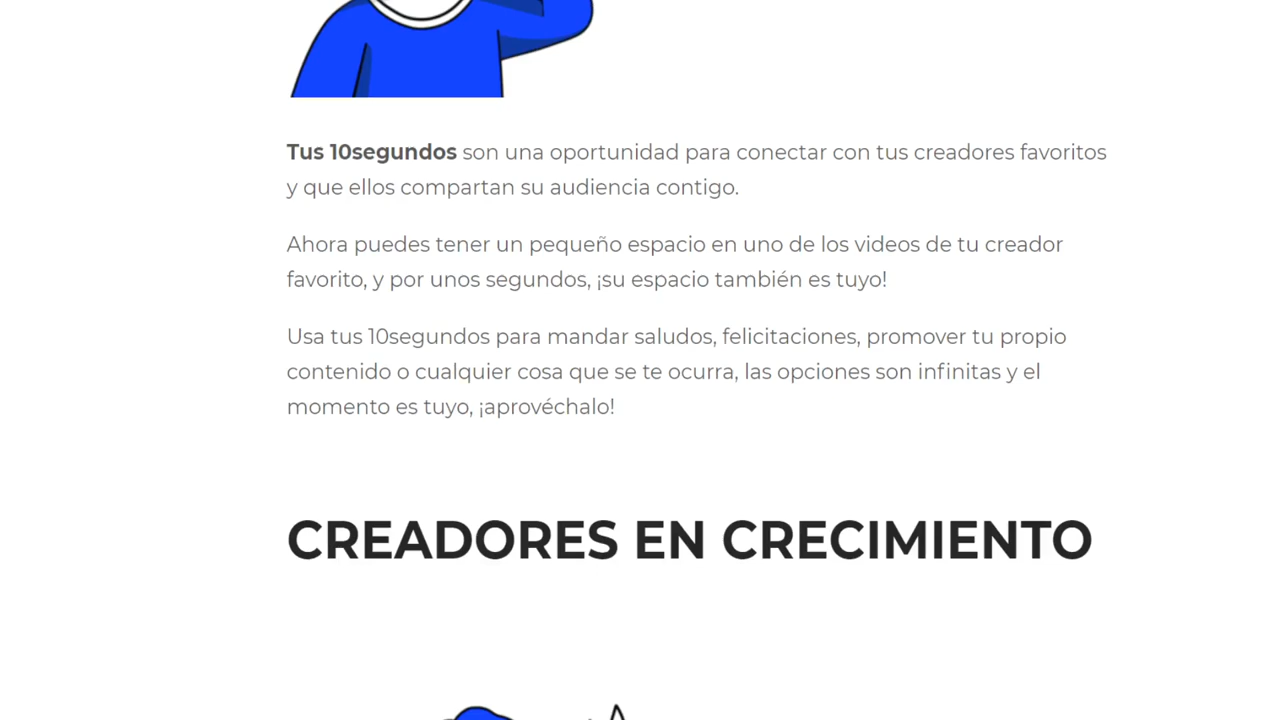 Tus 10segundos son una oportunidad para conectar con tus creadores favoritos
y que ellos compartan su audiencia contigo.
Ahora puedes tener un pequeño espacio en uno de los videos de tu creador
favorito, y por unos segundos, ¡su espacio también es tuyo!
Usa tus 10segundos para mandar saludos, felicitaciones, promover tu propio
contenido o cualquier cosa que se te ocurra, las opciones son infinitas y el
momento es tuyo, ¡aprovéchalo!
CREADORES EN CRECIMIENTO